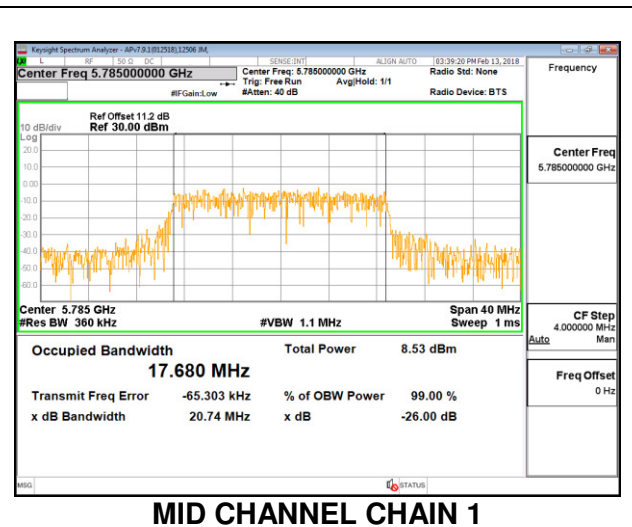 Keysight Spectrum Analyzer - APv7.9.1(012518),12506 JM,
L RF 50 Ω DC SENSE:INT ALIGN AUTO 03:39:20 PM Feb 13, 2018
Center Freq 5.785000000 GHz
Center Freq: 5.785000000 GHz
Radio Std: None
Frequency
Trig: Free Run Avg|Hold: 1/1
#IFGain:Low #Atten: 40 dB Radio Device: BTS
Ref Offset 11.2 dB
10 dB/div Ref 30.00 dBm
Log
20.0
10.0
0.00
-10.0
-20.0
-30.0
-40.0
-50.0
-60.0
Center Freq
5.785000000 GHz
Center 5.785 GHz Span 40 MHz
#Res BW 360 kHz #VBW 1.1 MHz Sweep 1 ms
CF Step
4.000000 MHz
Auto Man
Occupied Bandwidth Total Power 8.53 dBm
17.680 MHz
Freq Offset
0 Hz
Transmit Freq Error -65.303 kHz % of OBW Power 99.00 %
x dB Bandwidth 20.74 MHz x dB -26.00 dB
MSG STATUS
MID CHANNEL CHAIN 1